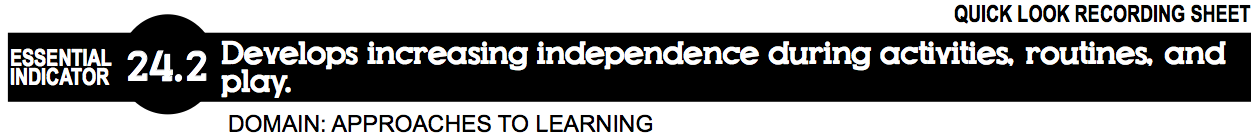 QUICK LOOK RECORDING SHEET
ESSENTIAL
INDICATOR
24.2
Develops increasing independence during activities, routines, and
play.
DOMAIN: APPROACHES TO LEARNING